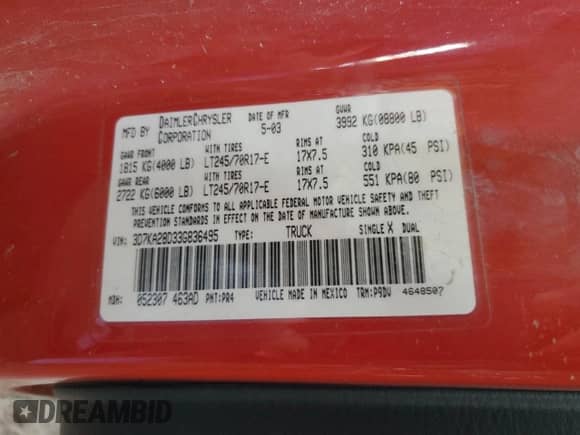 MFD BY DAIMLERCHRYSLER CORPORATION DATE OF MFR 5-03 GVWR 3992 KG(08800 LB)
GAWR FRONT WITH TIRES RIMS AT COLD
1815 KG(4000 LB) LT245/70R17-E 17X7.5 310 KPA(45 PSI)
GAWR REAR WITH TIRES RIMS AT COLD
2722 KG(6000 LB) LT245/70R17-E 17X7.5 551 KPA(80 PSI)
THIS VEHICLE CONFORMS TO ALL APPLICABLE FEDERAL MOTOR VEHICLE SAFETY AND THEFT
PREVENTION STANDARDS IN EFFECT ON THE DATE OF MANUFACTURE SHOWN ABOVE.
VIN: 3D7KA28D33G836495 TYPE: TRUCK SINGLE X DUAL
MDH: 052307 463AD PNT:PR4 VEHICLE MADE IN MEXICO TRM:P9DV 4648507
DREAMBID